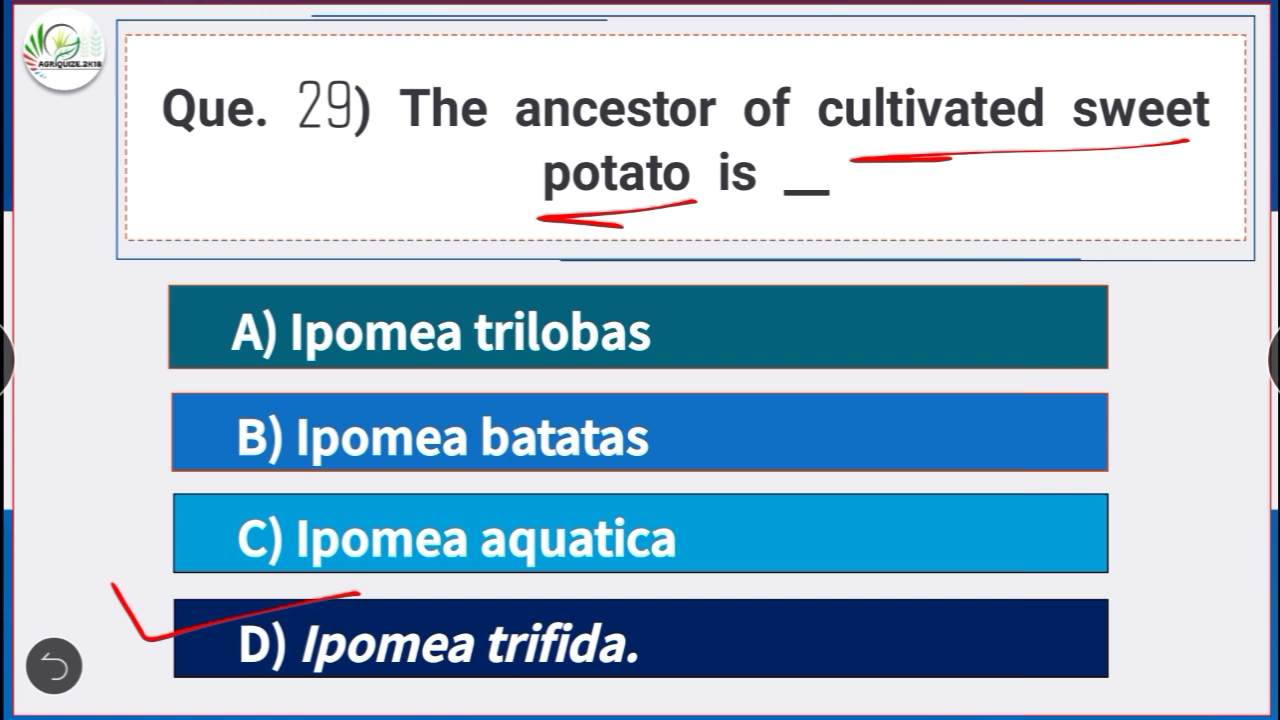 AGRIQUIZE.2K18
Que. 29) The ancestor of cultivated sweet
potato is __
A) Ipomea trilobas
B) Ipomea batatas
C) Ipomea aquatica
D) Ipomea trifida.